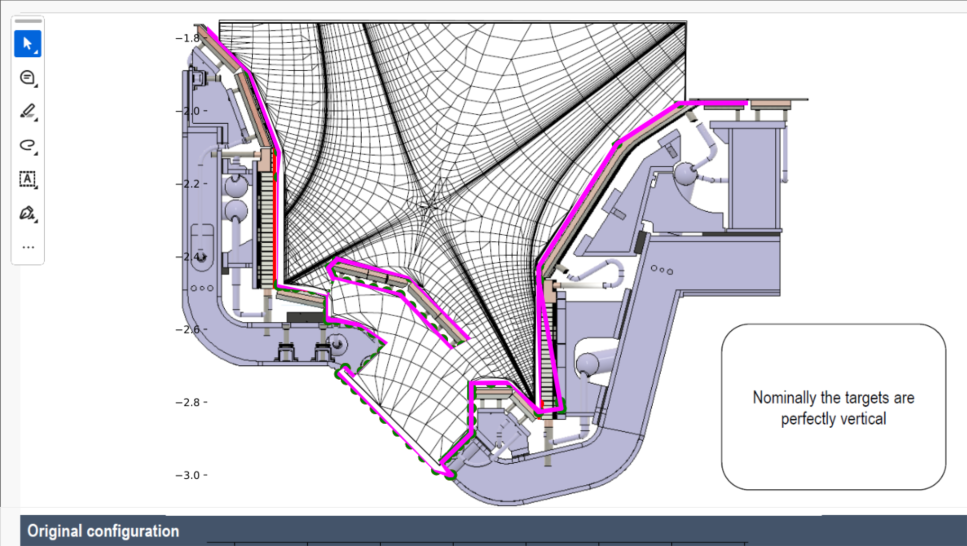 −1.8
−2.0
−2.2
−2.4
−2.6
−2.8
−3.0
Nominally the targets are
perfectly vertical
Original configuration